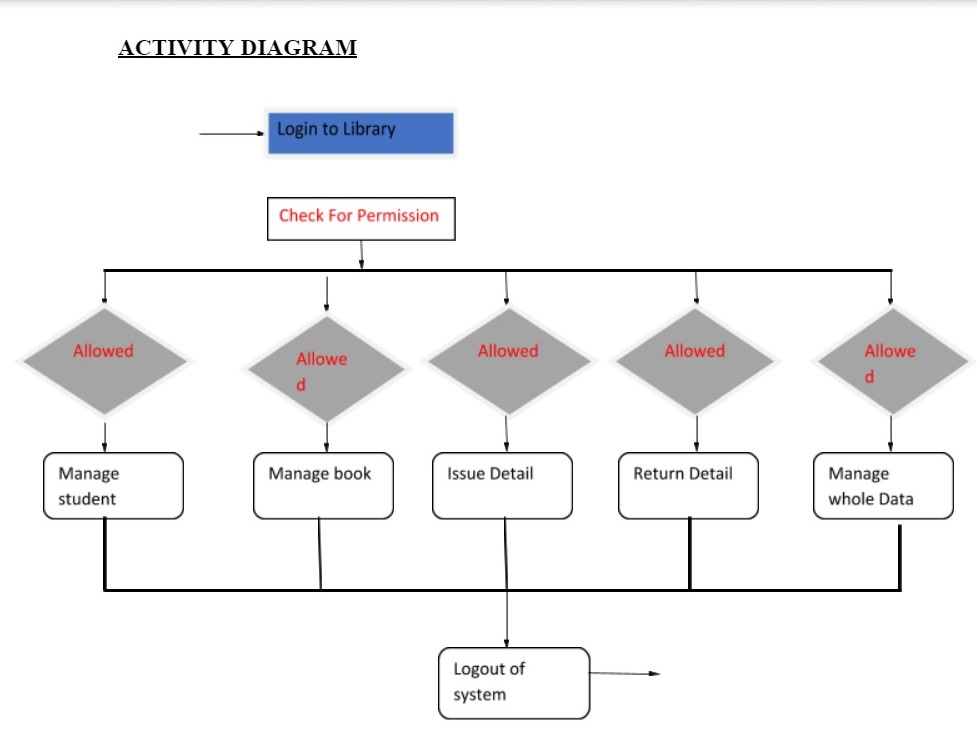 ACTIVITY DIAGRAM
Login to Library
Check For Permission
Allowed
Allowe
d
Allowed
Allowed
Allowe
d
Manage
student
Manage book
Issue Detail
Return Detail
Manage
whole Data
Logout of
system